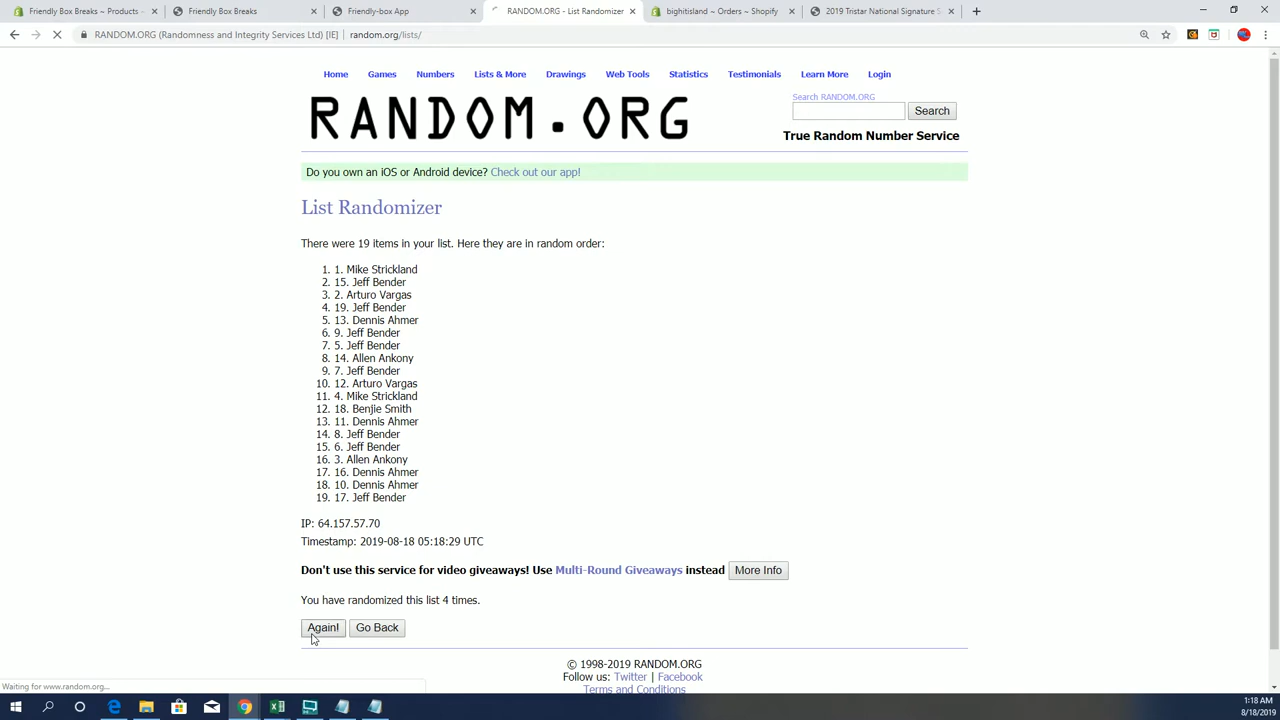 Friendly Box Breaks ~ Products ~
Friendly Box Breaks
Friendly-box App
RANDOM.ORG - List Randomizer
bighitisland ~ Orders ~ Shopify
2019 Tristar National Signature S
RANDOM.ORG (Randomness and Integrity Services Ltd) [IE] | random.org/lists/
Home Games Numbers Lists & More Drawings Web Tools Statistics Testimonials Learn More Login
RANDOM.ORG
Search RANDOM.ORG
Search
True Random Number Service
Do you own an iOS or Android device? Check out our app!
List Randomizer
There were 19 items in your list. Here they are in random order:
1. 1. Mike Strickland
2. 15. Jeff Bender
3. 2. Arturo Vargas
4. 19. Jeff Bender
5. 13. Dennis Ahmer
6. 9. Jeff Bender
7. 5. Jeff Bender
8. 14. Allen Ankony
9. 7. Jeff Bender
10. 12. Arturo Vargas
11. 4. Mike Strickland
12. 18. Benjie Smith
13. 11. Dennis Ahmer
14. 8. Jeff Bender
15. 6. Jeff Bender
16. 3. Allen Ankony
17. 16. Dennis Ahmer
18. 10. Dennis Ahmer
19. 17. Jeff Bender
IP: 64.157.57.70
Timestamp: 2019-08-18 05:18:29 UTC
Don't use this service for video giveaways! Use Multi-Round Giveaways instead More Info
You have randomized this list 4 times.
Again! Go Back
© 1998-2019 RANDOM.ORG
Follow us: Twitter | Facebook
Terms and Conditions
Waiting for www.random.org...
1:18 AM
8/18/2019